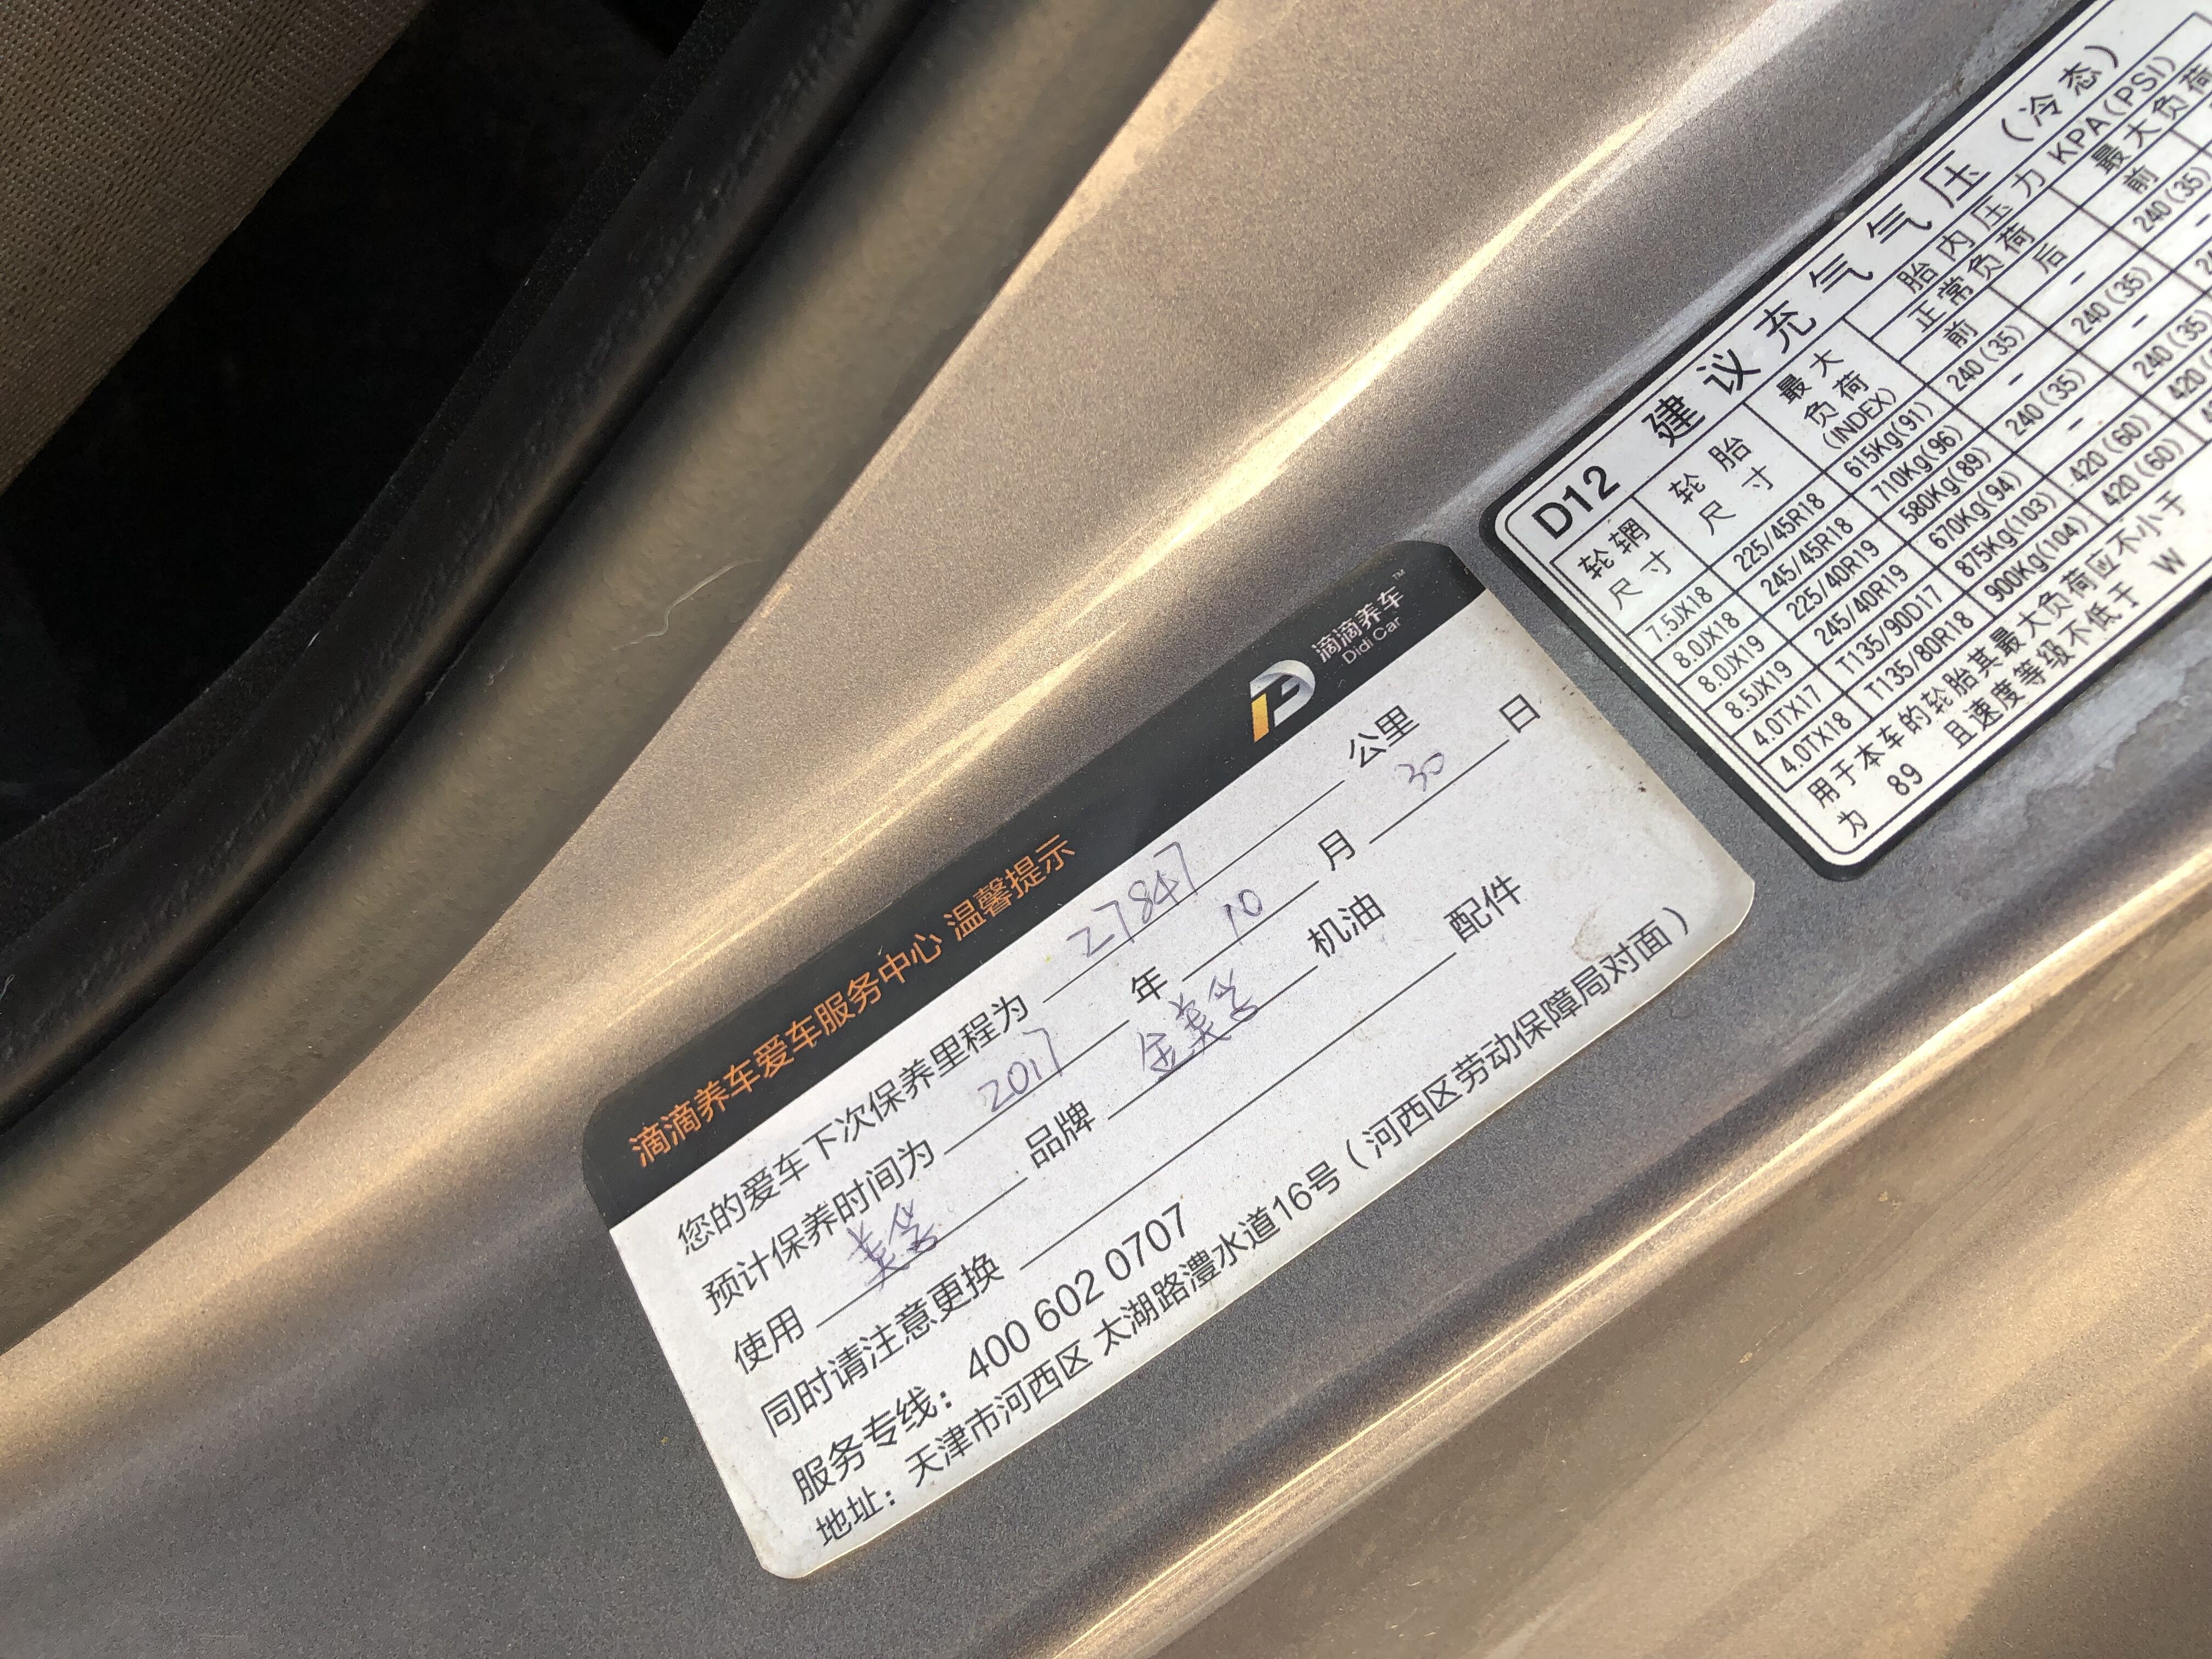 滴滴养车™
Didi Car
滴滴养车爱车服务中心 温馨提示
您的爱车下次保养里程为 27847 公里
预计保养时间为 2017 年 10 月 30 日
使用 美孚 品牌 金美孚 机油
同时请注意更换 配件
服务专线：400 602 0707
地址：天津市河西区 太湖路澧水道16号（河西区劳动保障局对面）
D12 建议充气气压（冷态）
轮辋尺寸 轮胎尺寸 最大负荷(INDEX) 胎内压力 KPA(PSI)
正常负荷 最大负荷
前 后 前
7.5JX18 225/45R18 615Kg(91) 240(35) - 240(35)
8.0JX18 245/45R18 710Kg(96) - 240(35) -
8.0JX19 225/40R19 580Kg(89) 240(35) -
8.5JX19 245/40R19 670Kg(94) - 240(35)
4.0TX17 T135/90D17 875Kg(103) 420(60)
4.0TX18 T135/80R18 900Kg(104) 420(60)
用于本车的轮胎其最大负荷应不小于
为 89 且速度等级不低于 W